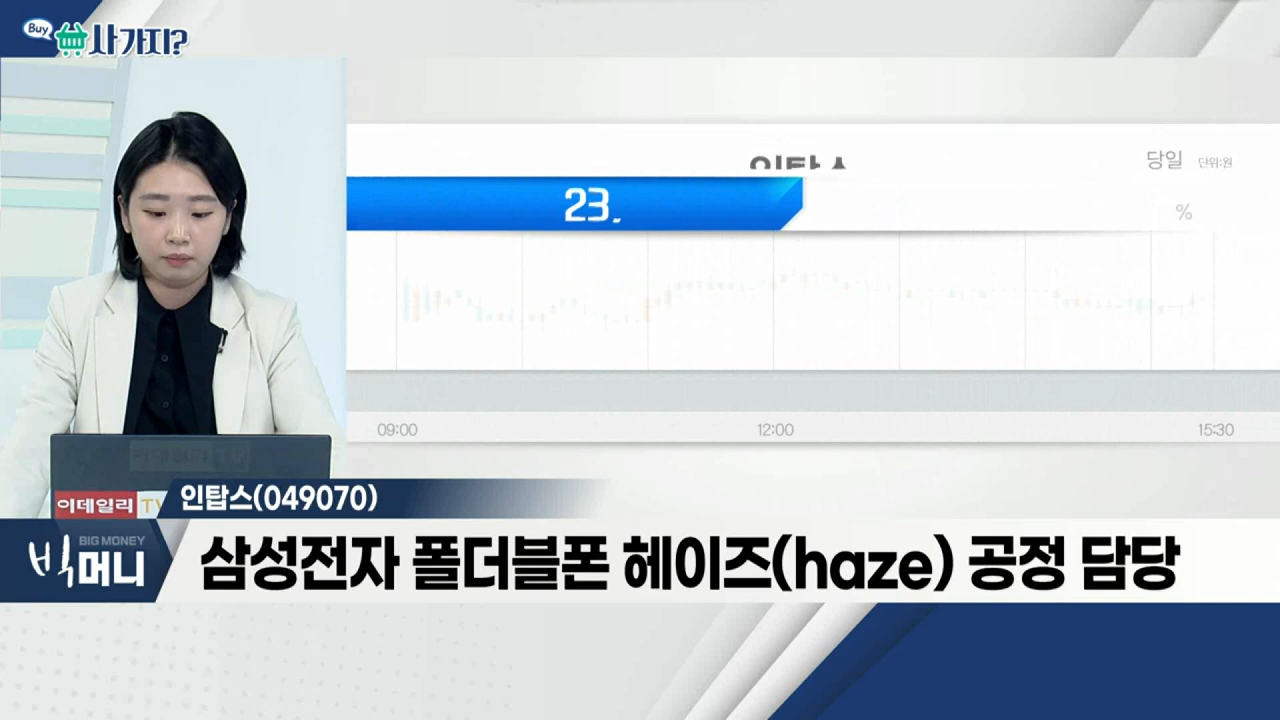 Buy
사가지?
당일 단위:원
23.
%
09:00 12:00 15:30
이데일리 TV
인탑스(049070)
BIG MONEY
빅머니
삼성전자 폴더블폰 헤이즈(haze) 공정 담당